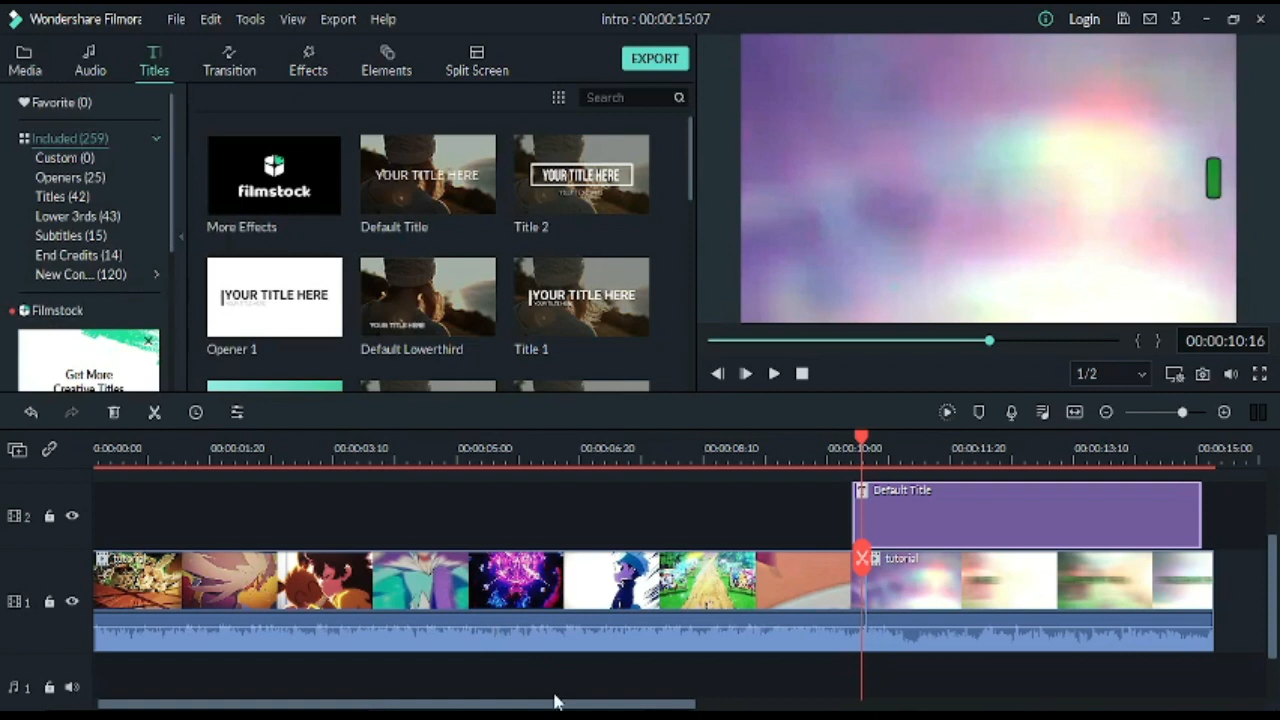 Wondershare Filmora File Edit Tools View Export Help intro : 00:00:15:07 Login
Media Audio Titles Transition Effects Elements Split Screen EXPORT
Favorite (0)
Search
Included (259)
Custom (0)
Openers (25)
Titles (42)
Lower 3rds (43)
Subtitles (15)
End Credits (14)
New Con... (120)
Filmstock
Get More
Creative Titles
filmstock
YOUR TITLE HERE
YOUR TITLE HERE
More Effects Default Title Title 2
YOUR TITLE HERE
YOUR TITLE HERE
YOUR TITLE HERE
Opener 1 Default Lowerthird Title 1
{ } 00:00:10:16
1/2
0:00:00:00 00:00:01:20 00:00:03:10 00:00:05:00 00:00:06:20 00:00:08:10 00:00:10:00 00:00:11:20 00:00:13:10 00:00:15:00
T Default Title
2
tutorial tutorial
1
1